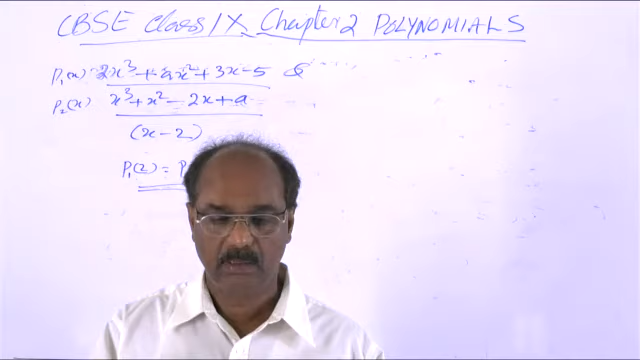 CBSE Class IX Chapter 2 POLYNOMIALS
P₁(x) 2x³ + ax² + 3x - 5 &
P₂(x) x³ + x² - 2x + a
(x - 2)
P₁(2) = P